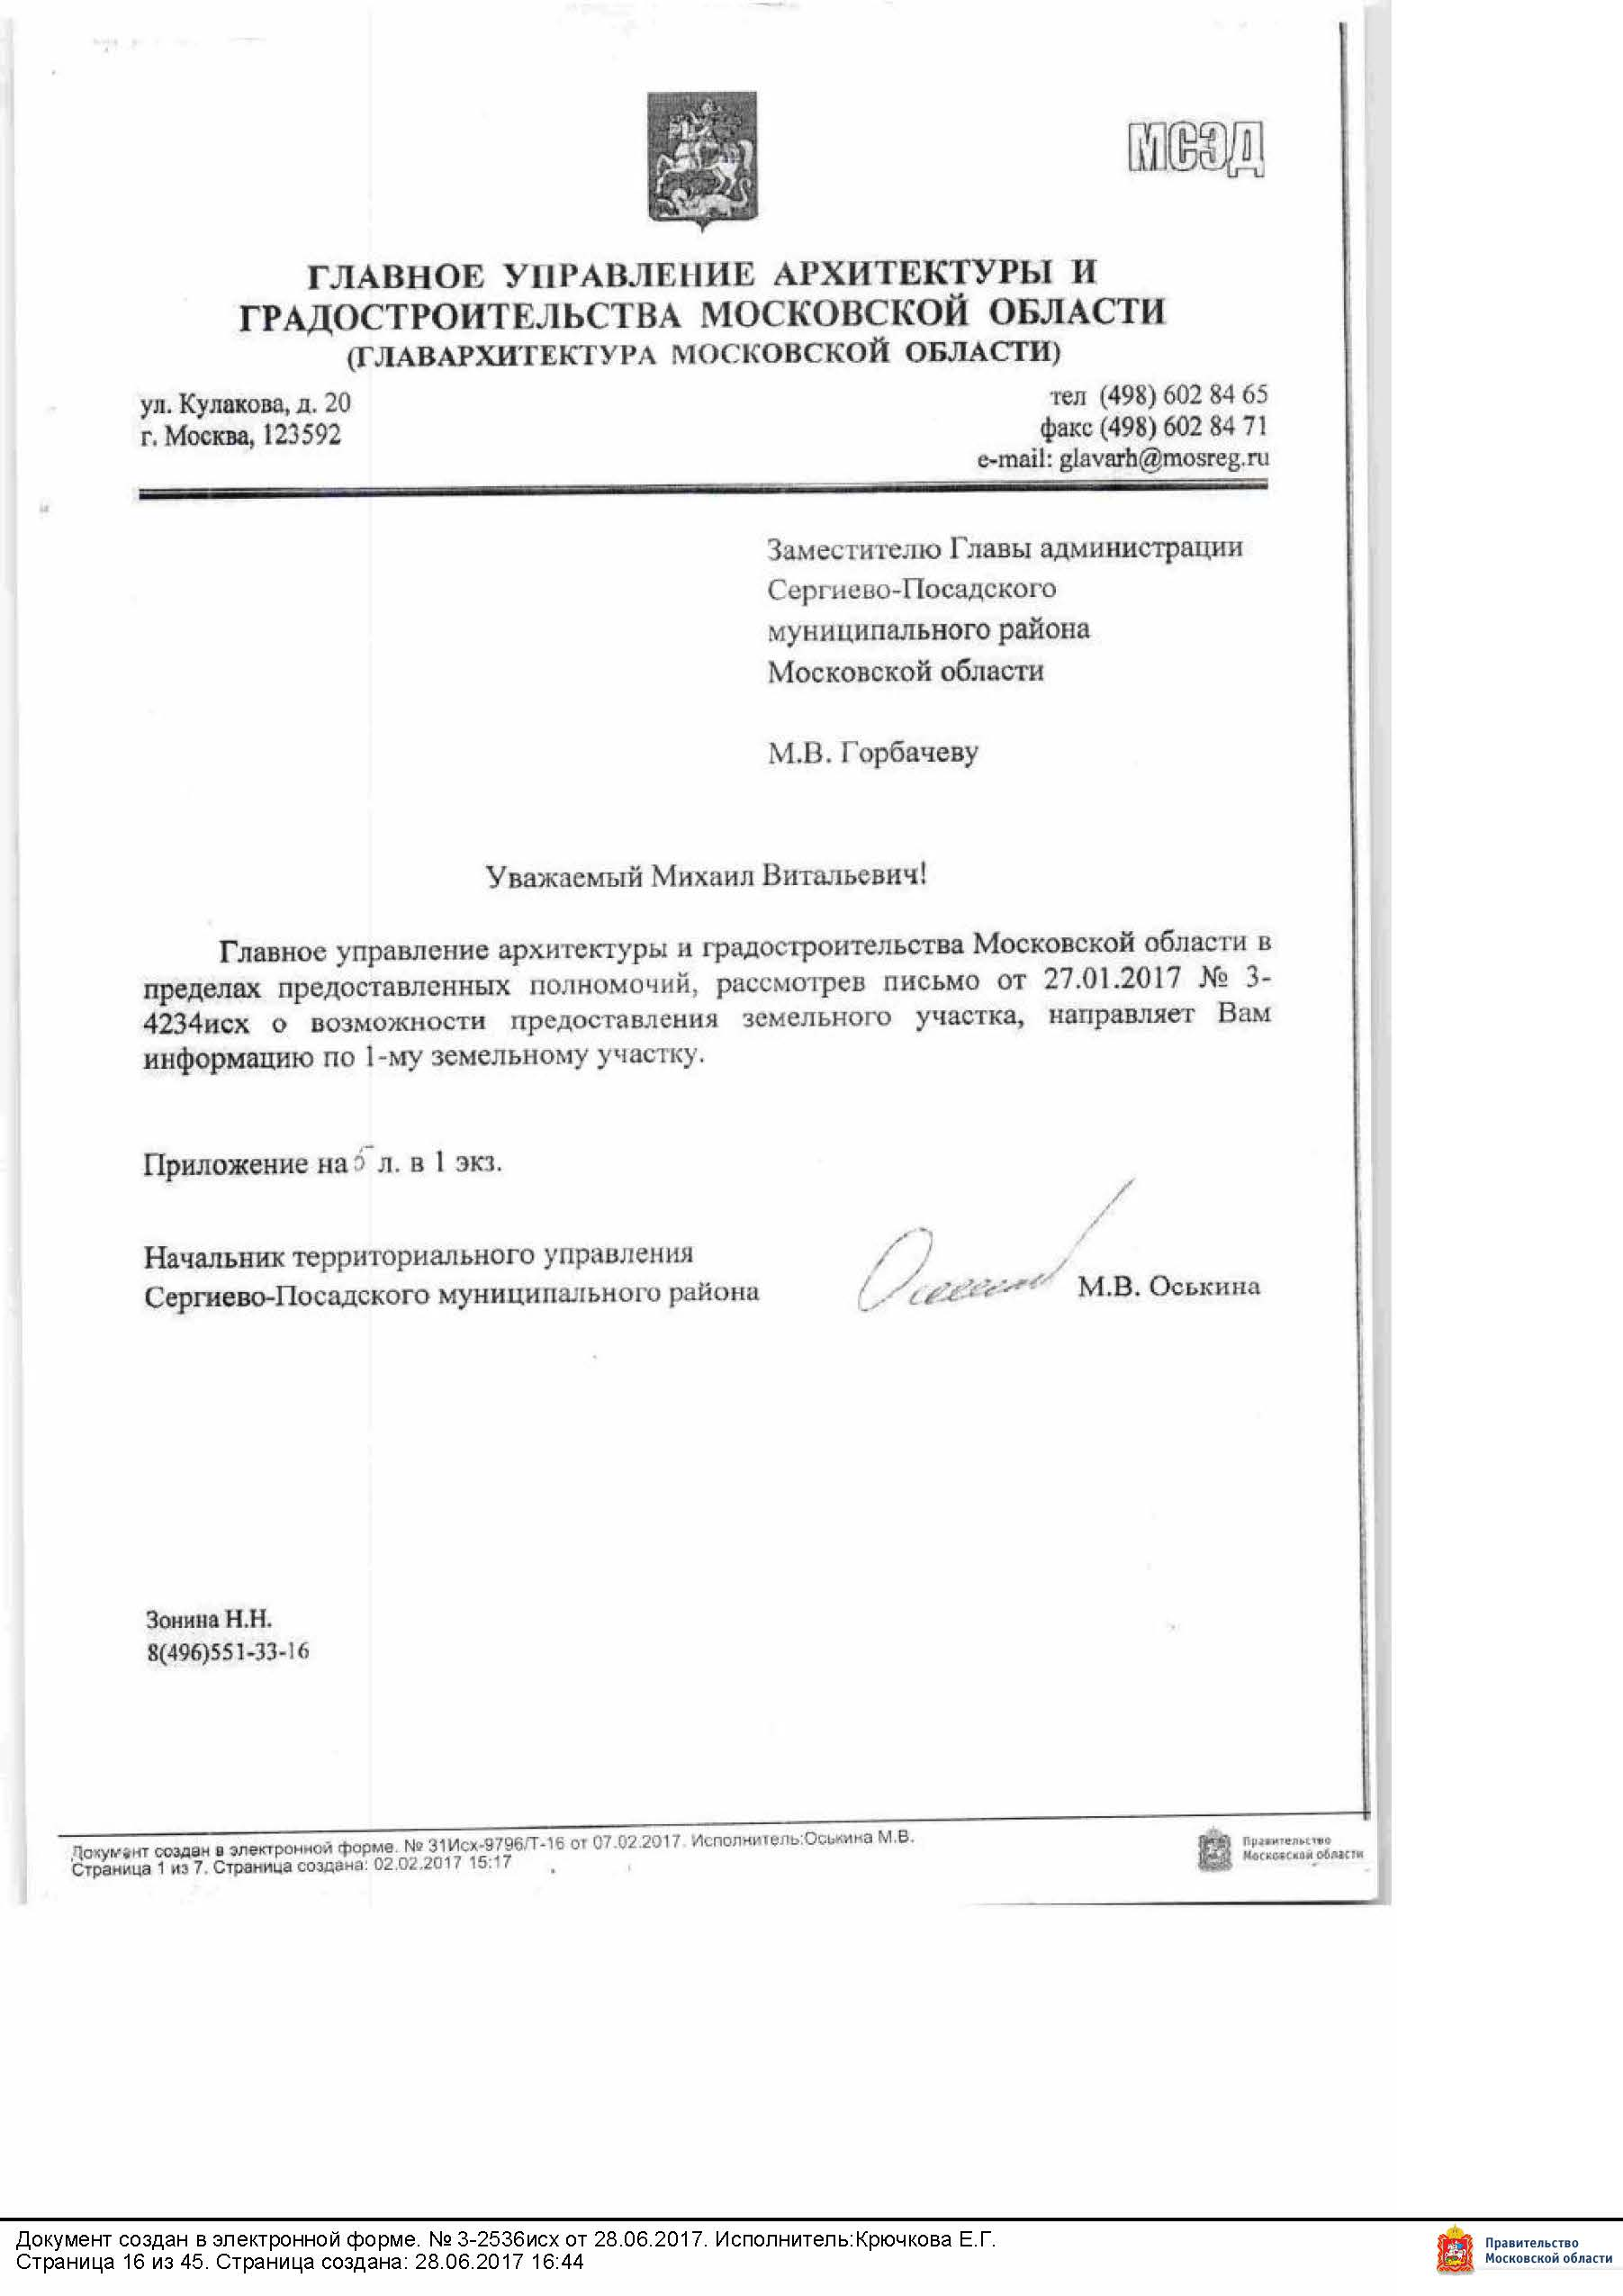 МСЭД
ГЛАВНОЕ УПРАВЛЕНИЕ АРХИТЕКТУРЫ И
ГРАДОСТРОИТЕЛЬСТВА МОСКОВСКОЙ ОБЛАСТИ
(ГЛАВАРХИТЕКТУРА МОСКОВСКОЙ ОБЛАСТИ)
ул. Кулакова, д. 20
г. Москва, 123592
тел (498) 602 84 65
факс (498) 602 84 71
e-mail: glavarh@mosreg.ru
Заместителю Главы администрации
Сергиево-Посадского
муниципального района
Московской области
М.В. Горбачеву
Уважаемый Михаил Витальевич!
Главное управление архитектуры и градостроительства Московской области в
пределах предоставленных полномочий, рассмотрев письмо от 27.01.2017 № 3-
4234исх о возможности предоставления земельного участка, направляет Вам
информацию по 1-му земельному участку.
Приложение на 5 л. в 1 экз.
Начальник территориального управления
Сергиево-Посадского муниципального района
М.В. Оськина
Зонина Н.Н.
8(496)551-33-16
Документ создан в электронной форме. № 31Исх-9796/Т-16 от 07.02.2017. Исполнитель:Оськина М.В.
Страница 1 из 7. Страница создана: 02.02.2017 15:17
Правительство
Московской области
Документ создан в электронной форме. № 3-2536исх от 28.06.2017. Исполнитель:Крючкова Е.Г.
Страница 16 из 45. Страница создана: 28.06.2017 16:44
Правительство
Московской области